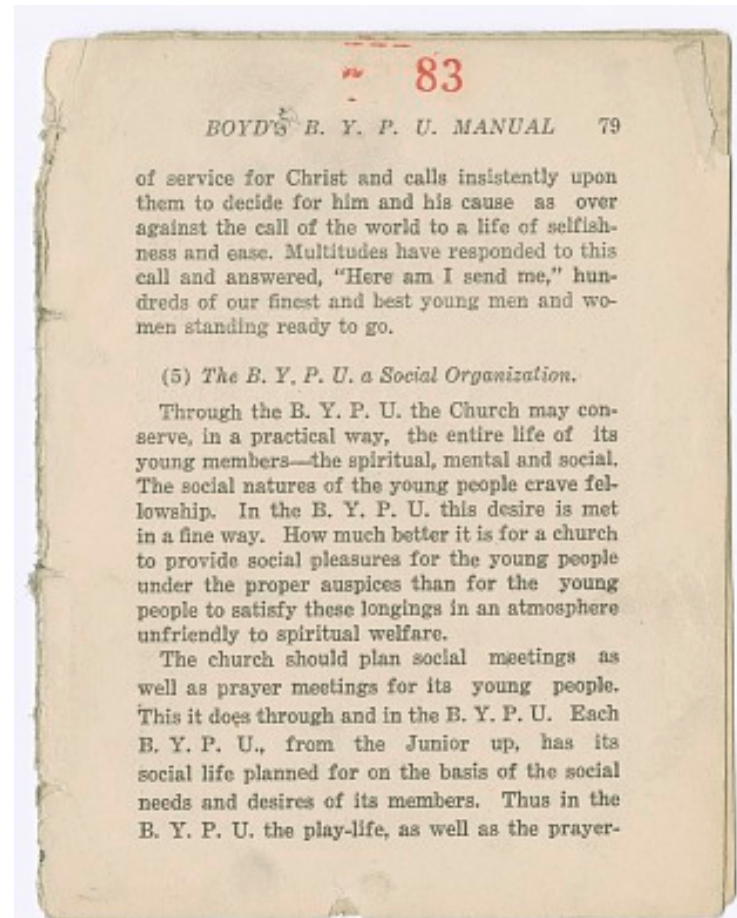 83
BOYD'S B. Y. P. U. MANUAL 79
of service for Christ and calls insistently upon
them to decide for him and his cause as over
against the call of the world to a life of selfish-
ness and ease. Multitudes have responded to this
call and answered, "Here am I send me," hun-
dreds of our finest and best young men and wo-
men standing ready to go.
(5) The B. Y. P. U. a Social Organization.
Through the B. Y. P. U. the Church may con-
serve, in a practical way, the entire life of its
young members—the spiritual, mental and social.
The social natures of the young people crave fel-
lowship. In the B. Y. P. U. this desire is met
in a fine way. How much better it is for a church
to provide social pleasures for the young people
under the proper auspices than for the young
people to satisfy these longings in an atmosphere
unfriendly to spiritual welfare.
The church should plan social meetings as
well as prayer meetings for its young people.
This it does through and in the B. Y. P. U. Each
B. Y. P. U., from the Junior up, has its
social life planned for on the basis of the social
needs and desires of its members. Thus in the
B. Y. P. U. the play-life, as well as the prayer-